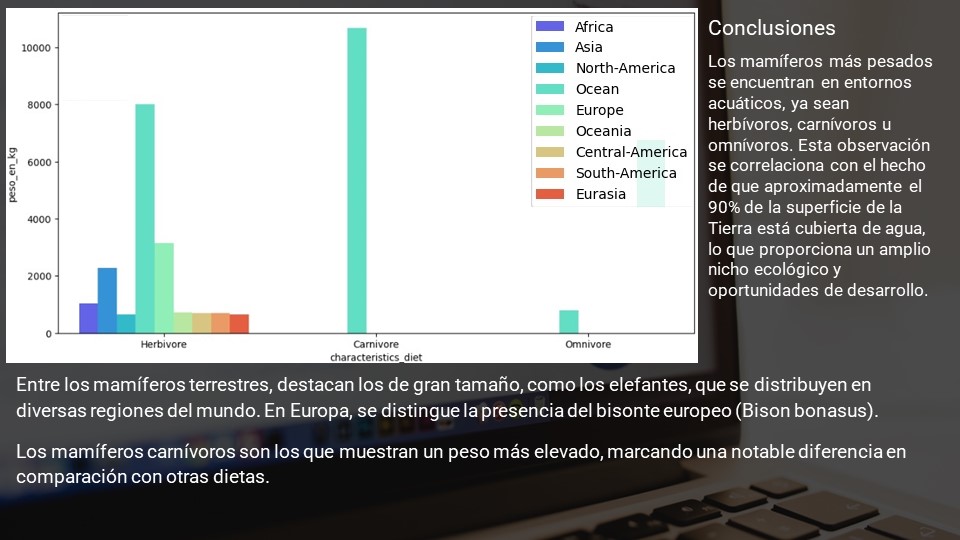 10000
8000
6000
4000
2000
0
peso_en_kg
Herbivore
Carnivore
Omnivore
characteristics_diet
Africa
Asia
North-America
Ocean
Europe
Oceania
Central-America
South-America
Eurasia
Conclusiones
Los mamíferos más pesados
se encuentran en entornos
acuáticos, ya sean
herbívoros, carnívoros u
omnívoros. Esta observación
se correlaciona con el hecho
de que aproximadamente el
90% de la superficie de la
Tierra está cubierta de agua,
lo que proporciona un amplio
nicho ecológico y
oportunidades de desarrollo.
Entre los mamíferos terrestres, destacan los de gran tamaño, como los elefantes, que se distribuyen en
diversas regiones del mundo. En Europa, se distingue la presencia del bisonte europeo (Bison bonasus).
Los mamíferos carnívoros son los que muestran un peso más elevado, marcando una notable diferencia en
comparación con otras dietas.